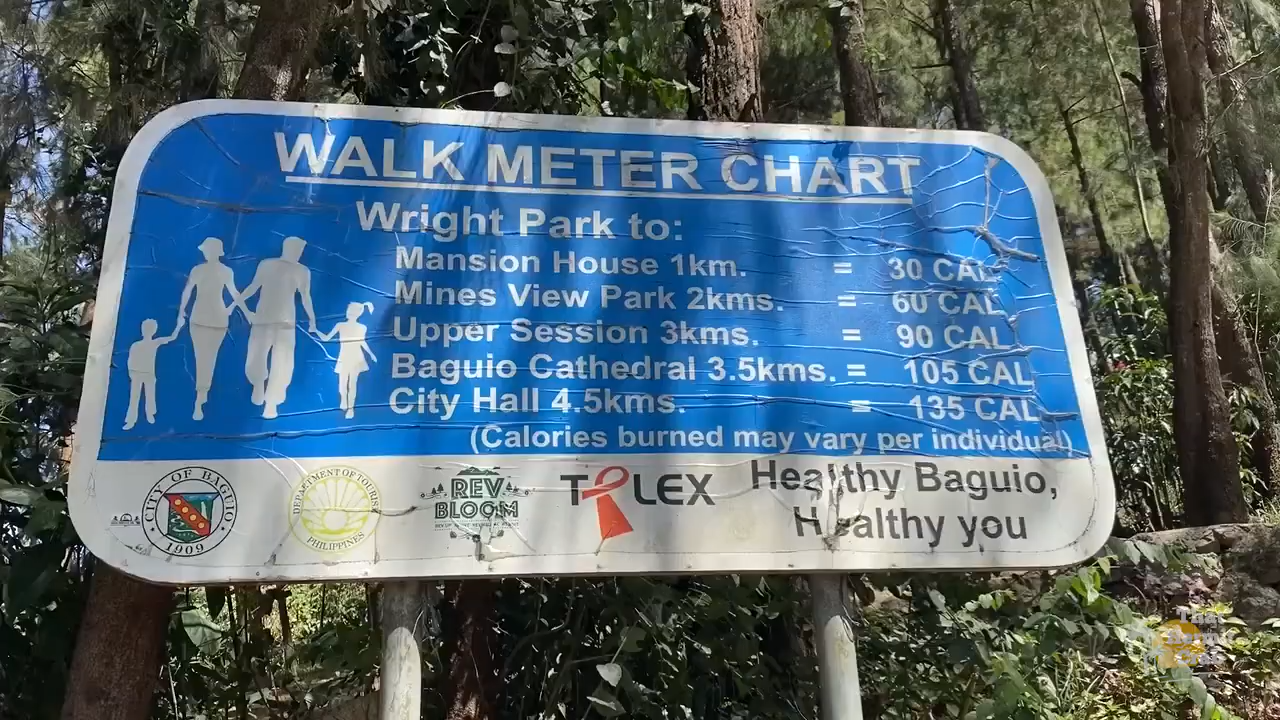 WALK METER CHART
Wright Park to:
Mansion House 1km. = 30 CAL
Mines View Park 2kms. = 60 CAL
Upper Session 3kms. = 90 CAL
Baguio Cathedral 3.5kms. = 105 CAL
City Hall 4.5kms. = 135 CAL
(Calories burned may vary per individual)
CITY OF BAGUIO
1909
DEPARTMENT OF TOURISM
PHILIPPINES
REV
BLOOM
TALEX
Healthy Baguio,
Healthy you
That